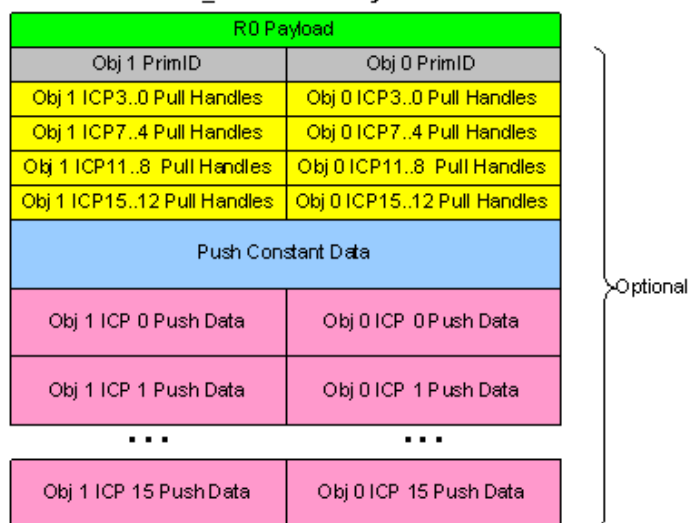 R0 Payload
Obj 1 PrimID Obj 0 PrimID
Obj 1 ICP3..0 Pull Handles Obj 0 ICP3..0 Pull Handles
Obj 1 ICP7..4 Pull Handles Obj 0 ICP7..4 Pull Handles
Obj 1 ICP11..8 Pull Handles Obj 0 ICP11..8 Pull Handles
Obj 1 ICP15..12 Pull Handles Obj 0 ICP15..12 Pull Handles
Push Constant Data
Optional
Obj 1 ICP 0 Push Data Obj 0 ICP 0 Push Data
Obj 1 ICP 1 Push Data Obj 0 ICP 1 Push Data
... ...
Obj 1 ICP 15 Push Data Obj 0 ICP 15 Push Data